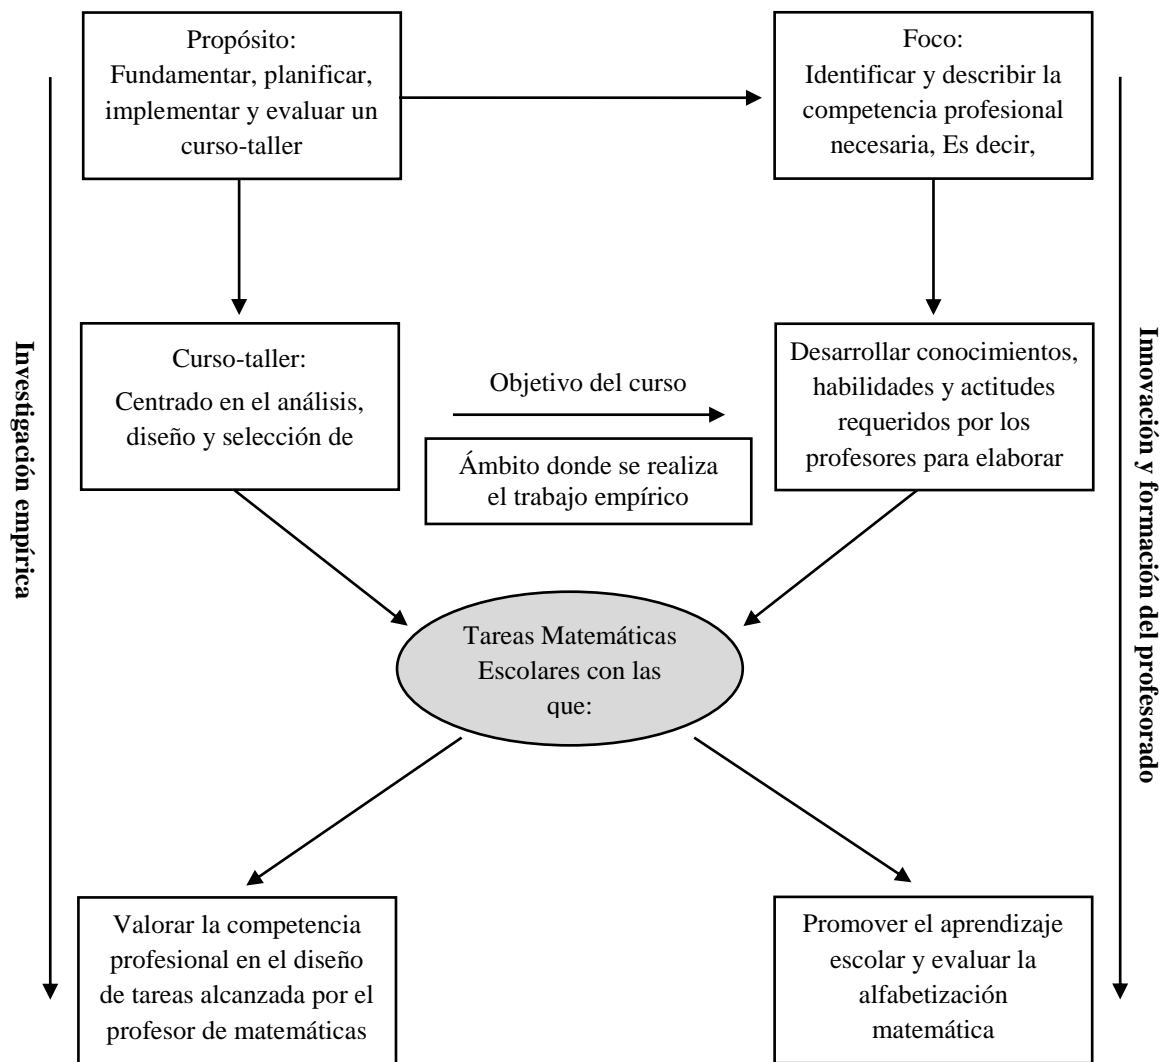 Propósito:
Fundamentar, planificar,
implementar y evaluar un
curso-taller
Foco:
Identificar y describir la
competencia profesional
necesaria, Es decir,
Investigación empírica
Curso-taller:
Centrado en el análisis,
diseño y selección de
Objetivo del curso
Ámbito donde se realiza
el trabajo empírico
Desarrollar conocimientos,
habilidades y actitudes
requeridos por los
profesores para elaborar
Innovación y formación del profesorado
Tareas Matemáticas
Escolares con las
que:
Valorar la competencia
profesional en el diseño
de tareas alcanzada por el
profesor de matemáticas
Promover el aprendizaje
escolar y evaluar la
alfabetización
matemática